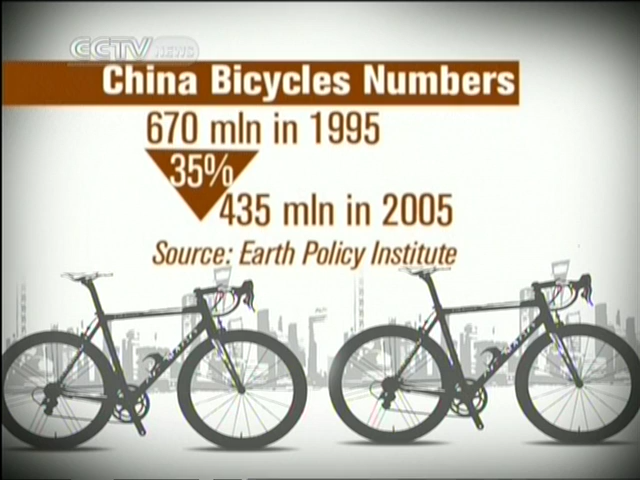 CCTV NEWS
China Bicycles Numbers
670 mln in 1995
35%
435 mln in 2005
Source: Earth Policy Institute